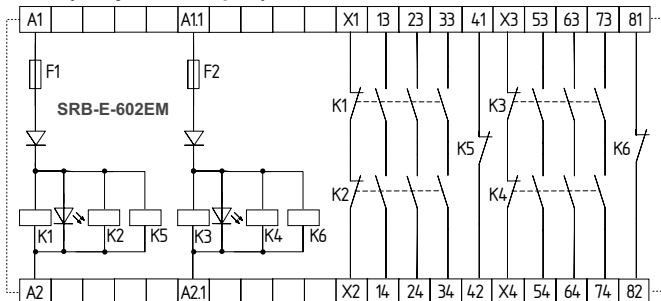 A1 A1.1 X1 13 23 33 41 X3 53 63 73 81
F1 F2
SRB-E-602EM
K1 K3
K5 K6
K2 K4
K1 K2 K5 K3 K4 K6
A2 A2.1 X2 14 24 34 42 X4 54 64 74 82